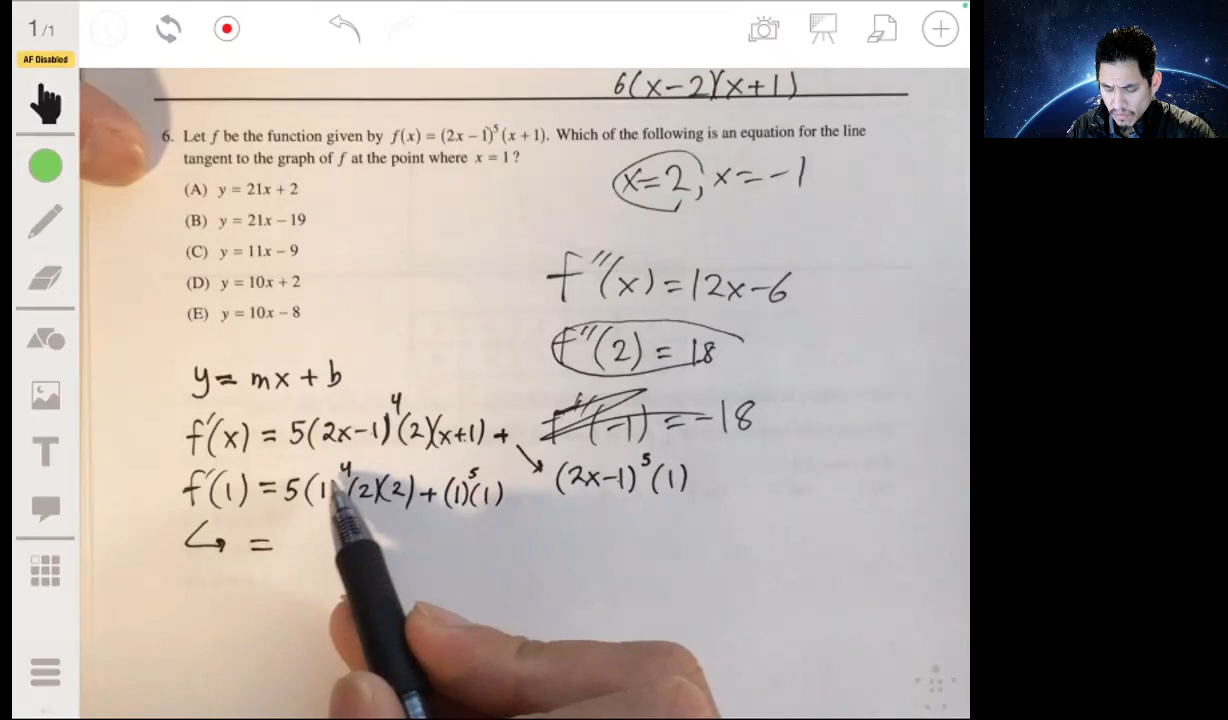 1/1
AF Disabled
6(x-2)(x+1)
6. Let f be the function given by f(x) = (2x − 1)⁵(x + 1). Which of the following is an equation for the line
tangent to the graph of f at the point where x = 1?
(A) y = 21x + 2
(B) y = 21x − 19
(C) y = 11x − 9
(D) y = 10x + 2
(E) y = 10x − 8
x=2, x=-1
f''(x)=12x-6
f''(2)=18
f''(-1)=-18
y= mx + b
f'(x) = 5(2x-1)⁴(2)(x+1)+
(2x-1)⁵(1)
f'(1) = 5(1)⁴(2)(2)+(1)⁵(1)
↳ =
T